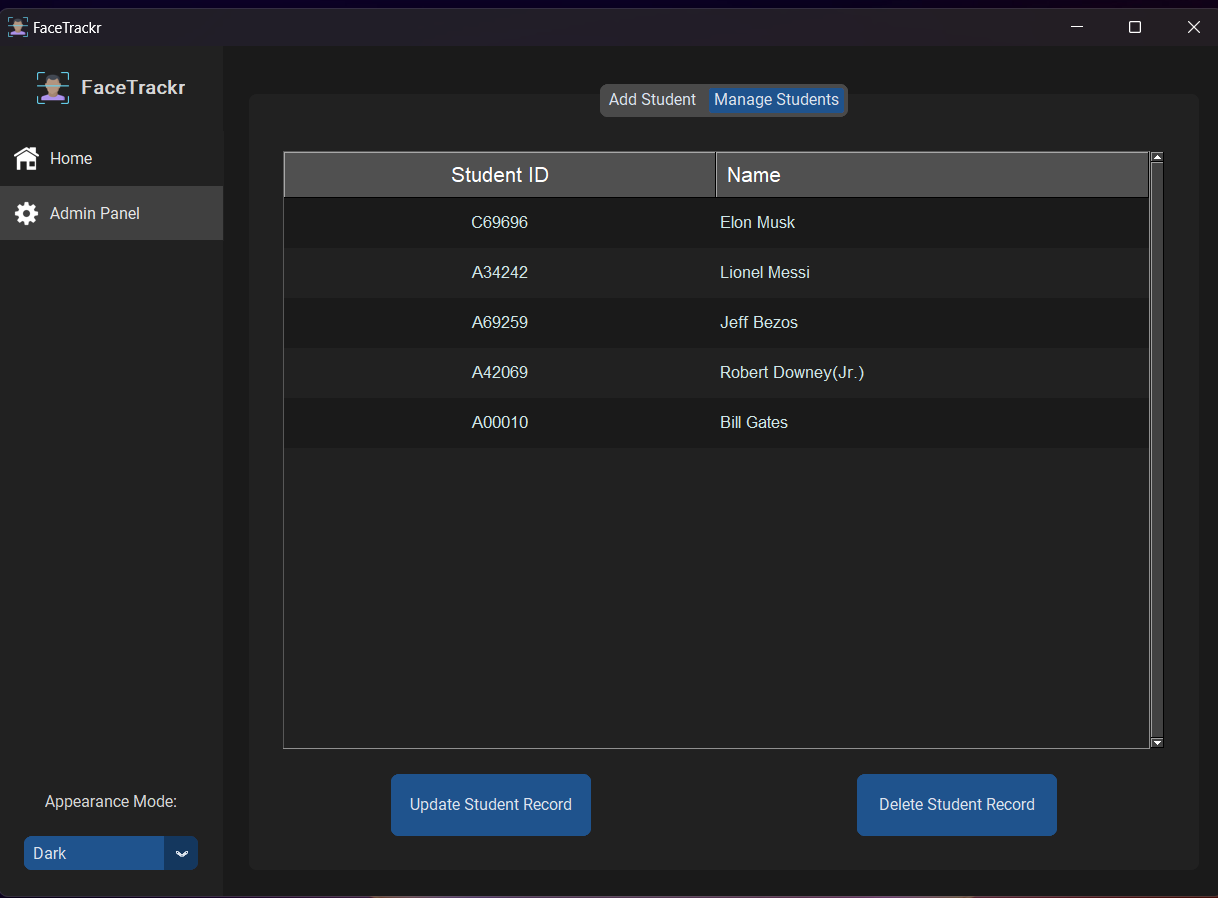 FaceTrackr
FaceTrackr
Home
Admin Panel
Appearance Mode:
Dark
Add Student Manage Students
Student ID Name
C69696 Elon Musk
A34242 Lionel Messi
A69259 Jeff Bezos
A42069 Robert Downey(Jr.)
A00010 Bill Gates
Update Student Record Delete Student Record